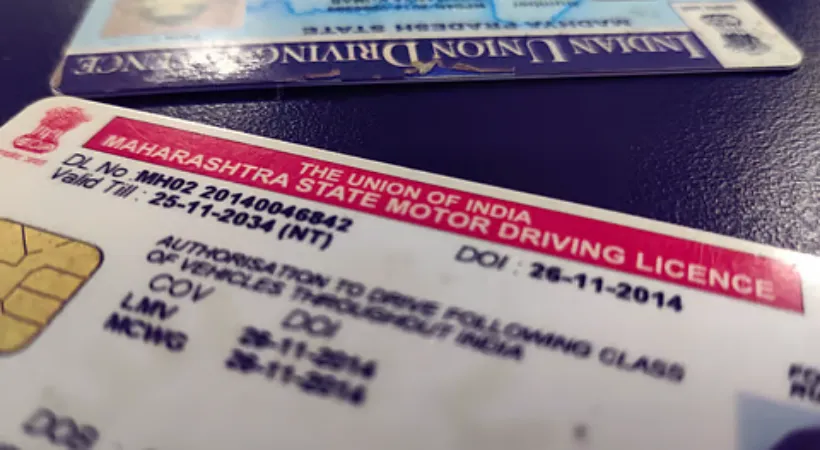 MADHYA PRADESH STATE
INDIAN UNION DRIVING
THE UNION OF INDIA
MAHARASHTRA STATE MOTOR DRIVING LICENCE
DL No MH02 20140046842
Valid Till : 25-11-2034 (NT)
DOI : 26-11-2014
AUTHORISATION TO DRIVE FOLLOWING CLASS
OF VEHICLES THROUGHOUT INDIA
COV DOI
LMV 26-11-2014
MCWG 26-11-2014
DOB